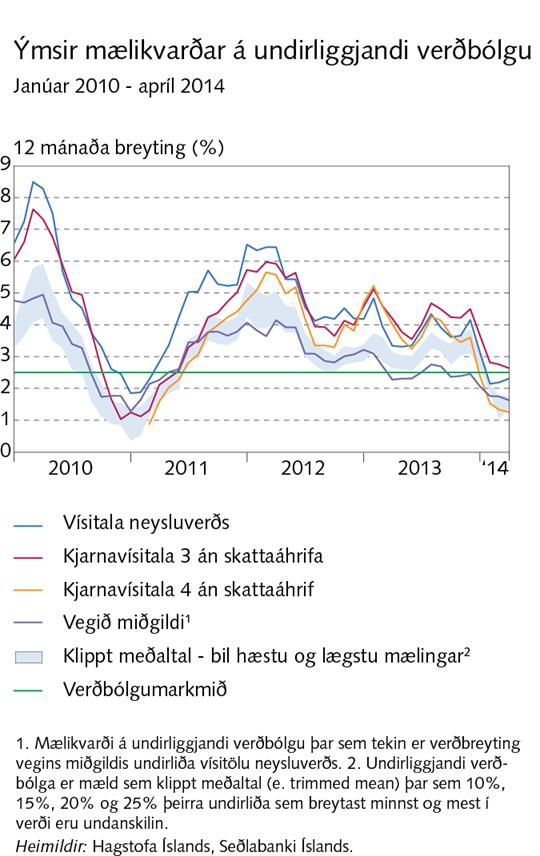 Ýmsir mælikvarðar á undirliggjandi verðbólgu
Janúar 2010 - apríl 2014
12 mánaða breyting (%)
9
8
7
6
5
4
3
2
1
0
2010 2011 2012 2013 ‘14
Vísitala neysluverðs
Kjarnavísitala 3 án skattaáhrifa
Kjarnavísitala 4 án skattaáhrif
Vegið miðgildi¹
Klippt meðaltal - bil hæstu og lægstu mælingar²
Verðbólgumarkmið
1. Mælikvarði á undirliggjandi verðbólgu þar sem tekin er verðbreyting
vegins miðgildis undirliða vísitölu neysluverðs. 2. Undirliggjandi verð-
bólga er mæld sem klippt meðaltal (e. trimmed mean) þar sem 10%,
15%, 20% og 25% þeirra undirliða sem breytast minnst og mest í
verði eru undanskilin.
Heimildir: Hagstofa Íslands, Seðlabanki Íslands.